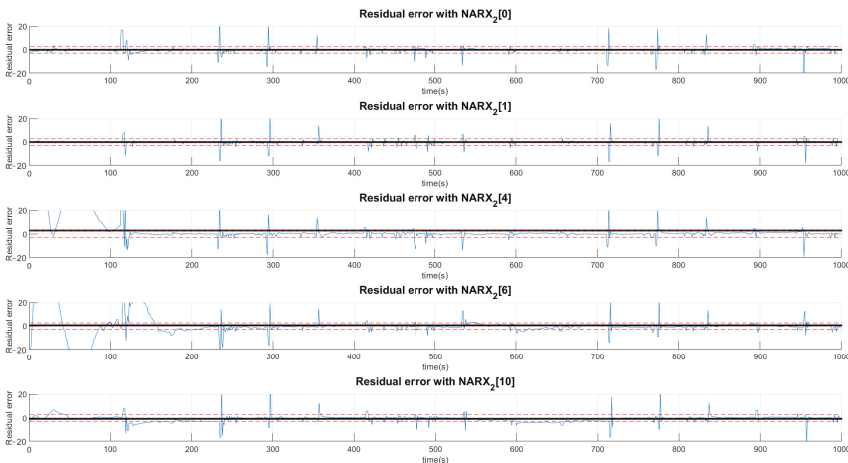 Residual error with NARX2[0]
Residual error
20
0
-20
0 100 200 300 400 500 600 700 800 900 1000
time(s)
Residual error with NARX2[1]
Residual error
20
0
-20
0 100 200 300 400 500 600 700 800 900 1000
time(s)
Residual error with NARX2[4]
Residual error
20
0
-20
0 100 200 300 400 500 600 700 800 900 1000
time(s)
Residual error with NARX2[6]
Residual error
20
0
-20
0 100 200 300 400 500 600 700 800 900 1000
time(s)
Residual error with NARX2[10]
Residual error
20
0
-20
0 100 200 300 400 500 600 700 800 900 1000
time(s)